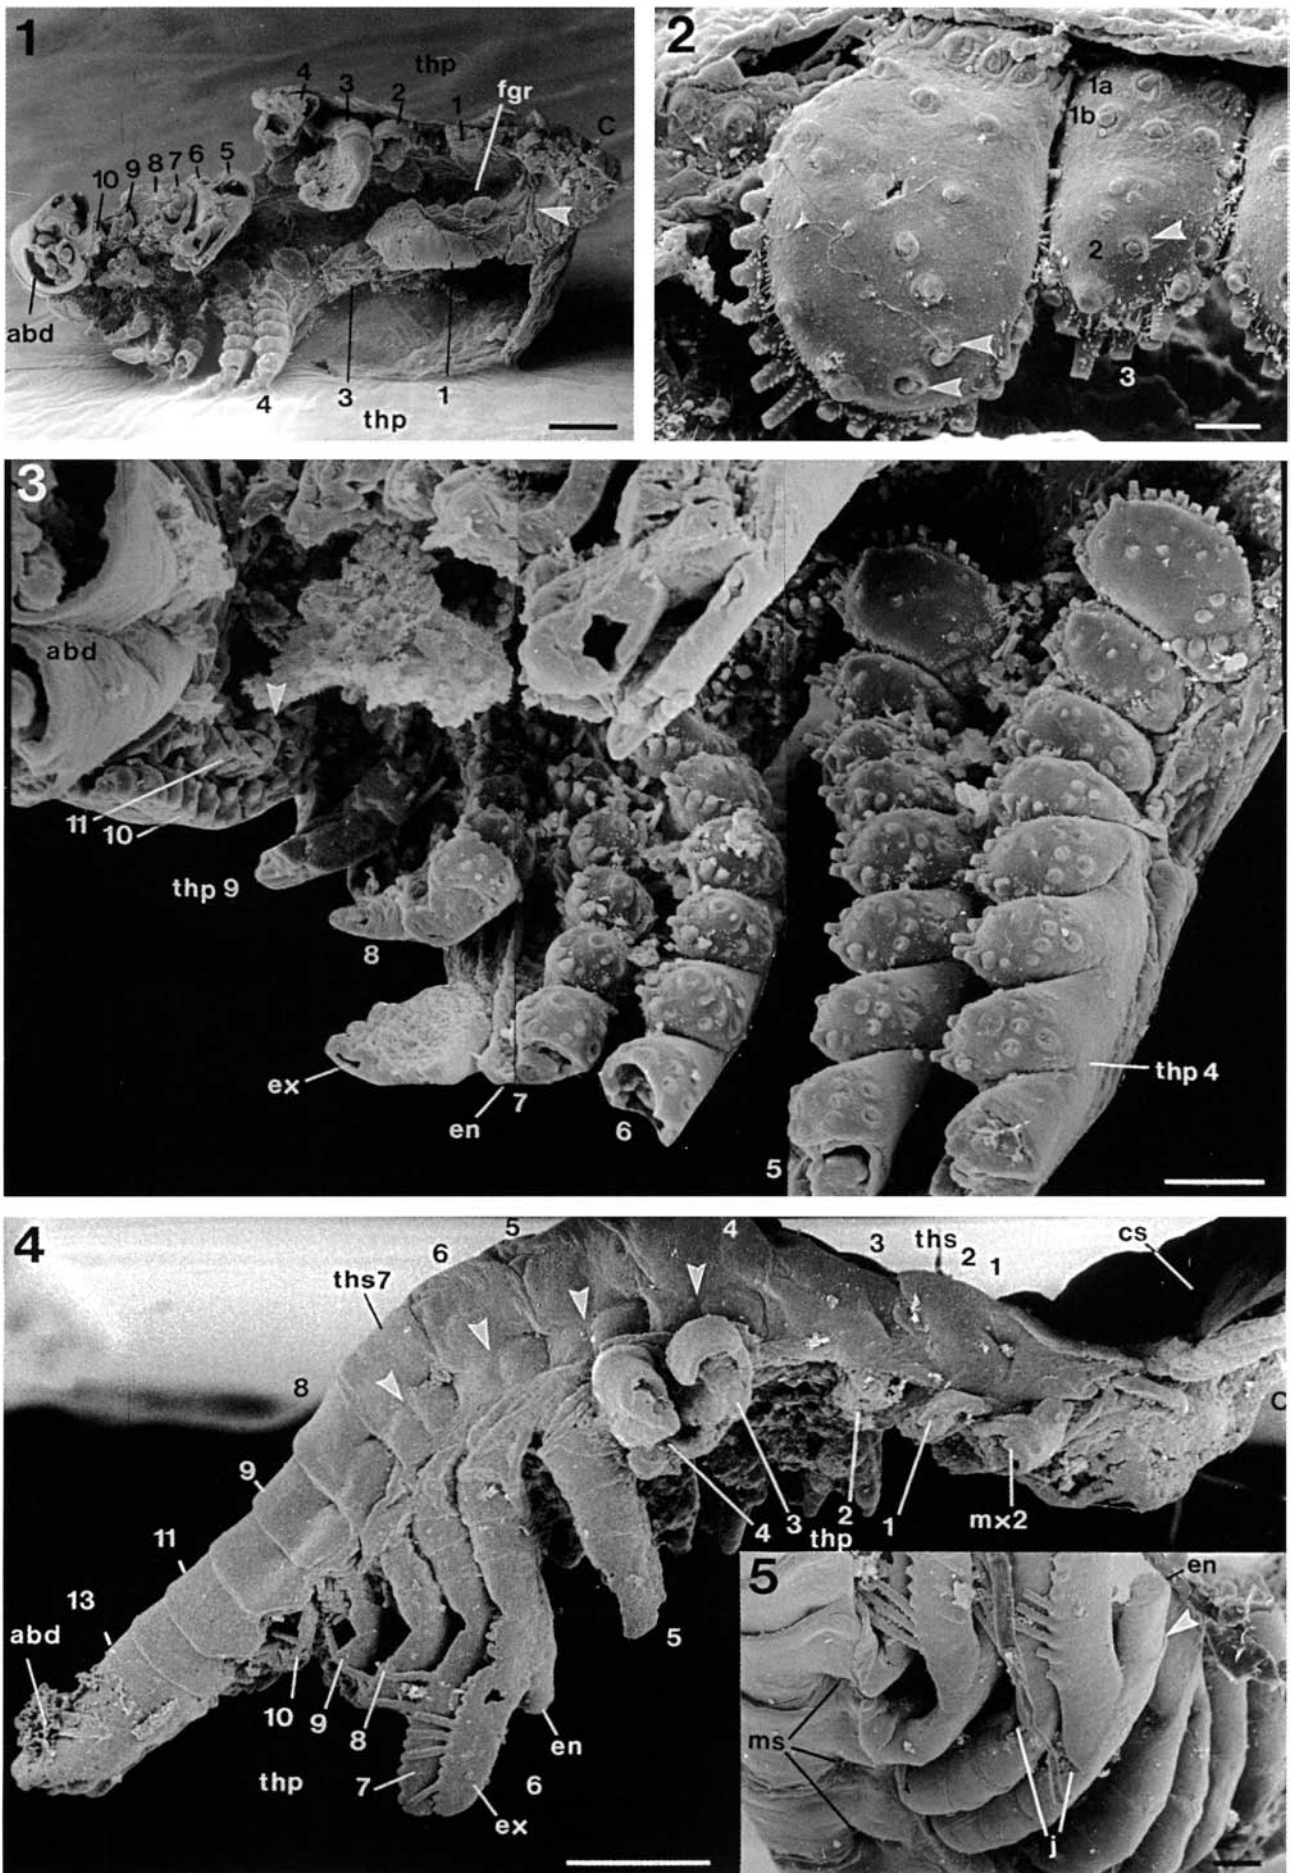 1
4 3 2 thp 1
fgr
C
10 9 8 7 6 5
abd
4 3 thp 1
2
1a
1b
2
3
3
abd
11
10
thp 9
8
ex
en
7
6
5
thp 4
4
5 4 3 ths 2 1 cs
6
ths7
8
C
9
11
13
abd
10 9 8
thp
7
ex
6
en
5
4 3 2 1
thp
mx2
5
en
ms
j